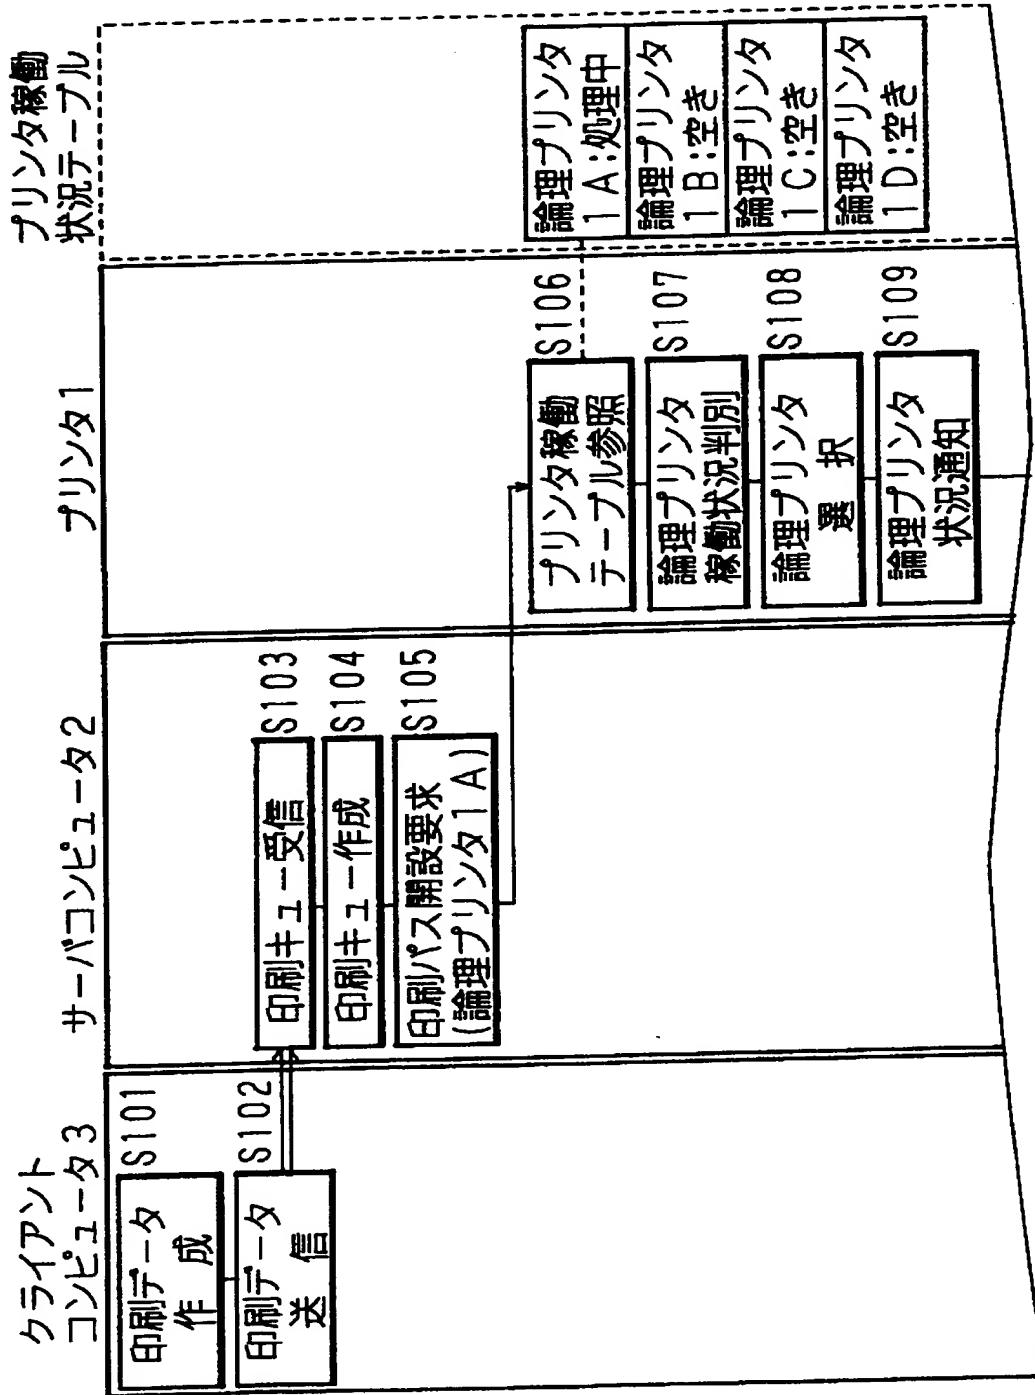 クライアント
コンピュータ3
印刷データ
作成
S101
印刷データ
送信
S102
サーバコンピュータ2
印刷キュー受信
S103
印刷キュー作成
S104
印刷パス開設要求
(論理プリンタ1A)
S105
プリンタ1
プリンタ稼働
テーブル参照
S106
論理プリンタ
稼働状況判別
S107
論理プリンタ
選択
S108
論理プリンタ
状況通知
S109
プリンタ稼働
状況テーブル
論理プリンタ
1A:処理中
論理プリンタ
1B:空き
論理プリンタ
1C:空き
論理プリンタ
1D:空き